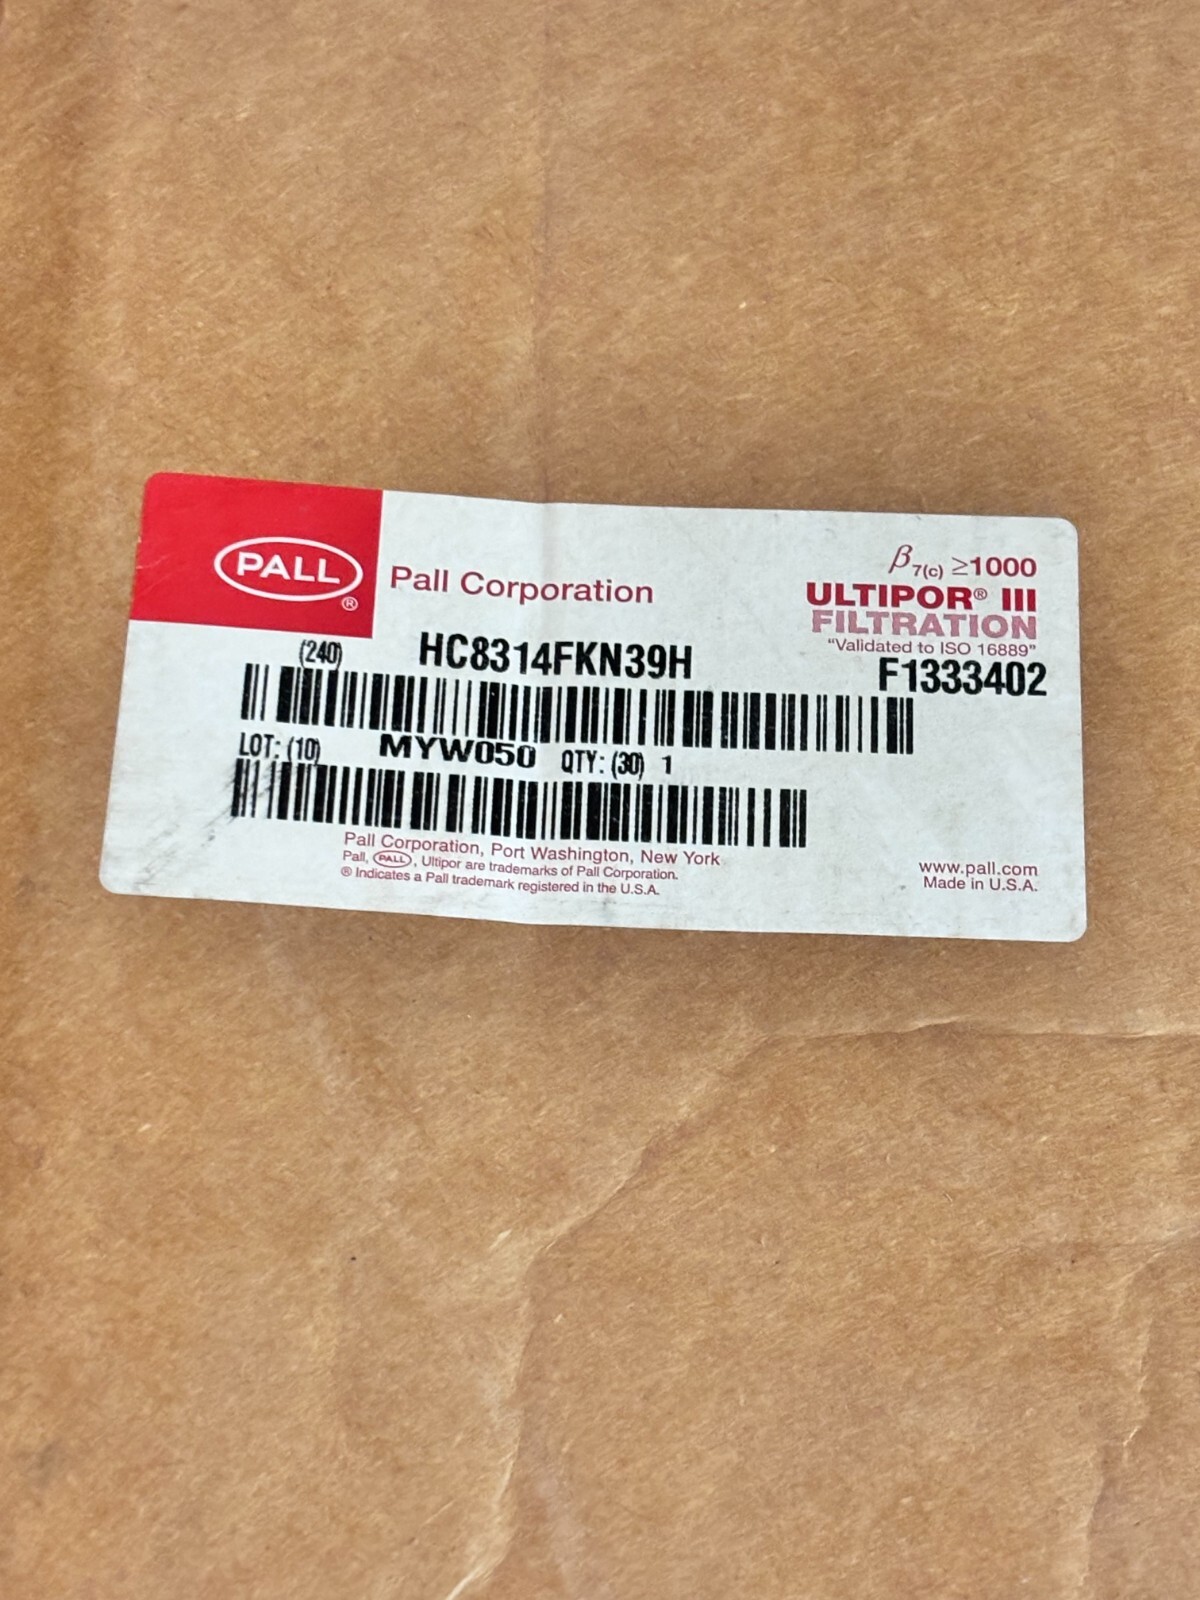 PALL ®
Pall Corporation
β7(c) ≥1000
ULTIPOR® III
FILTRATION
"Validated to ISO 16889"
(240) HC8314FKN39H F1333402
LOT: (10) MYW050 QTY: (30) 1
Pall Corporation, Port Washington, New York
Pall, PALL, Ultipor are trademarks of Pall Corporation.
® Indicates a Pall trademark registered in the U.S.A.
www.pall.com
Made in U.S.A.